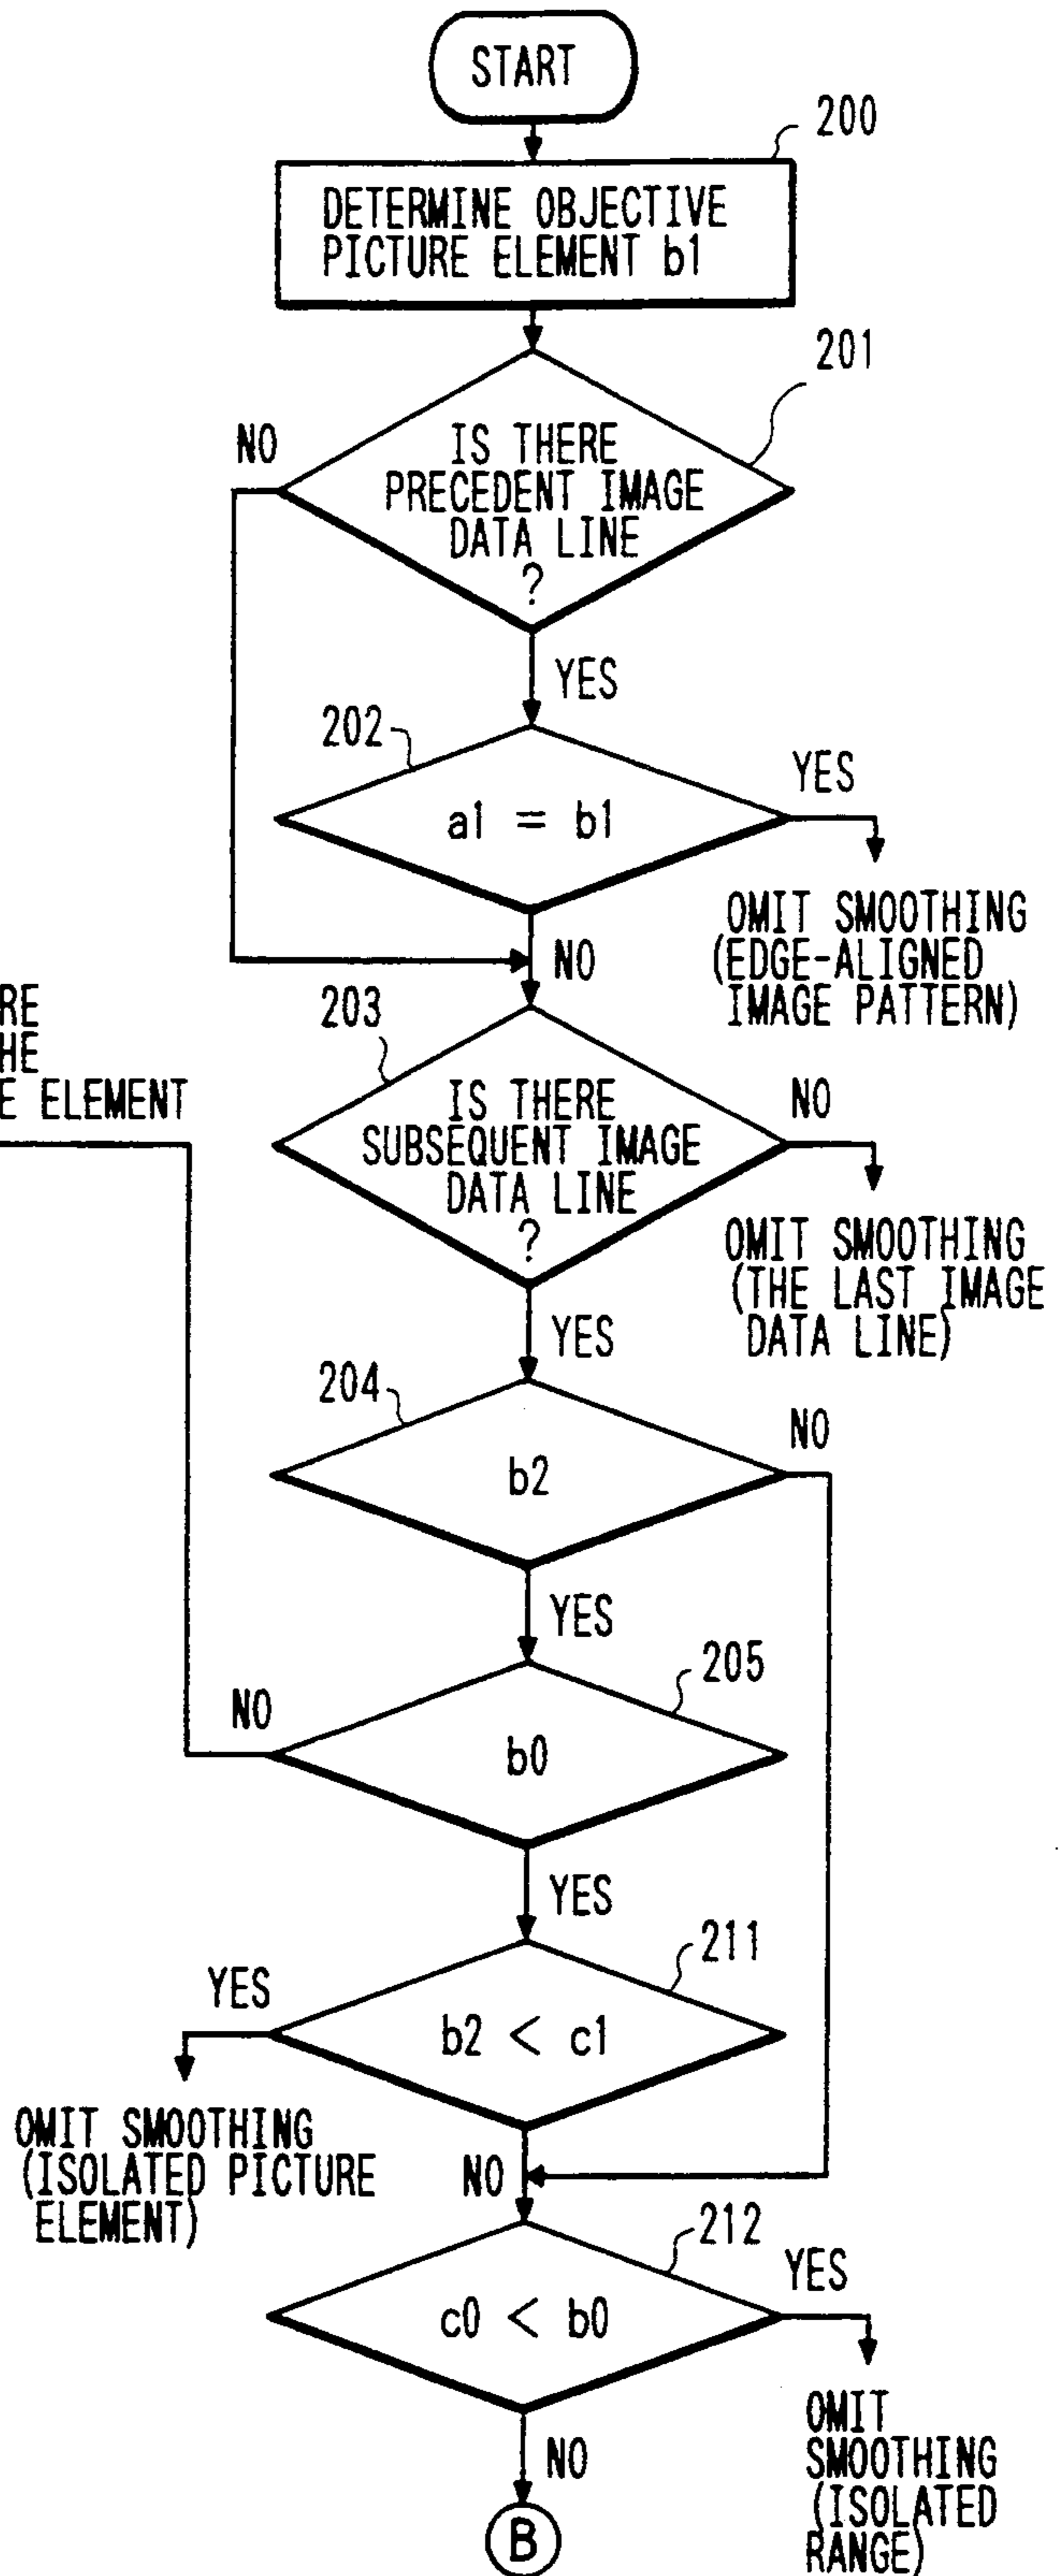 START
200
DETERMINE OBJECTIVE
PICTURE ELEMENT b1
201
NO
IS THERE
PRECEDENT IMAGE
DATA LINE
?
YES
202
YES
a1 = b1
OMIT SMOOTHING
(EDGE-ALIGNED
IMAGE PATTERN)
NO
203
RE
HE
E ELEMENT
IS THERE
SUBSEQUENT IMAGE
DATA LINE
?
NO
OMIT SMOOTHING
(THE LAST IMAGE
DATA LINE)
YES
204
NO
b2
YES
205
NO
b0
YES
211
YES
b2 < c1
OMIT SMOOTHING
(ISOLATED PICTURE
ELEMENT)
NO
212
YES
c0 < b0
OMIT
SMOOTHING
(ISOLATED
RANGE)
NO
B